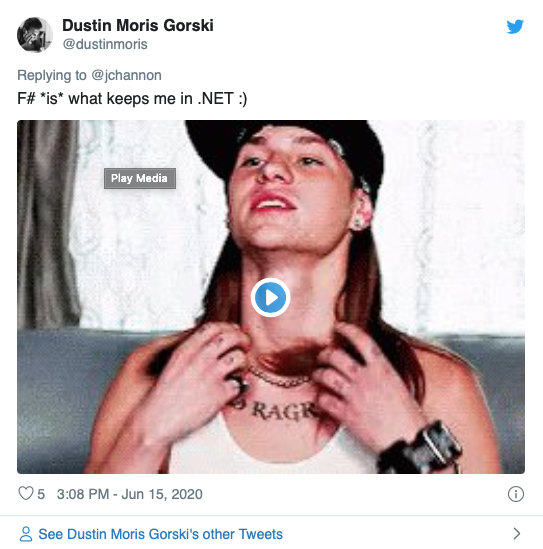 Dustin Moris Gorski
@dustinmoris
Replying to @jchannon
F# *is* what keeps me in .NET :)
Play Media
RAGR
5 3:08 PM - Jun 15, 2020
See Dustin Moris Gorski's other Tweets